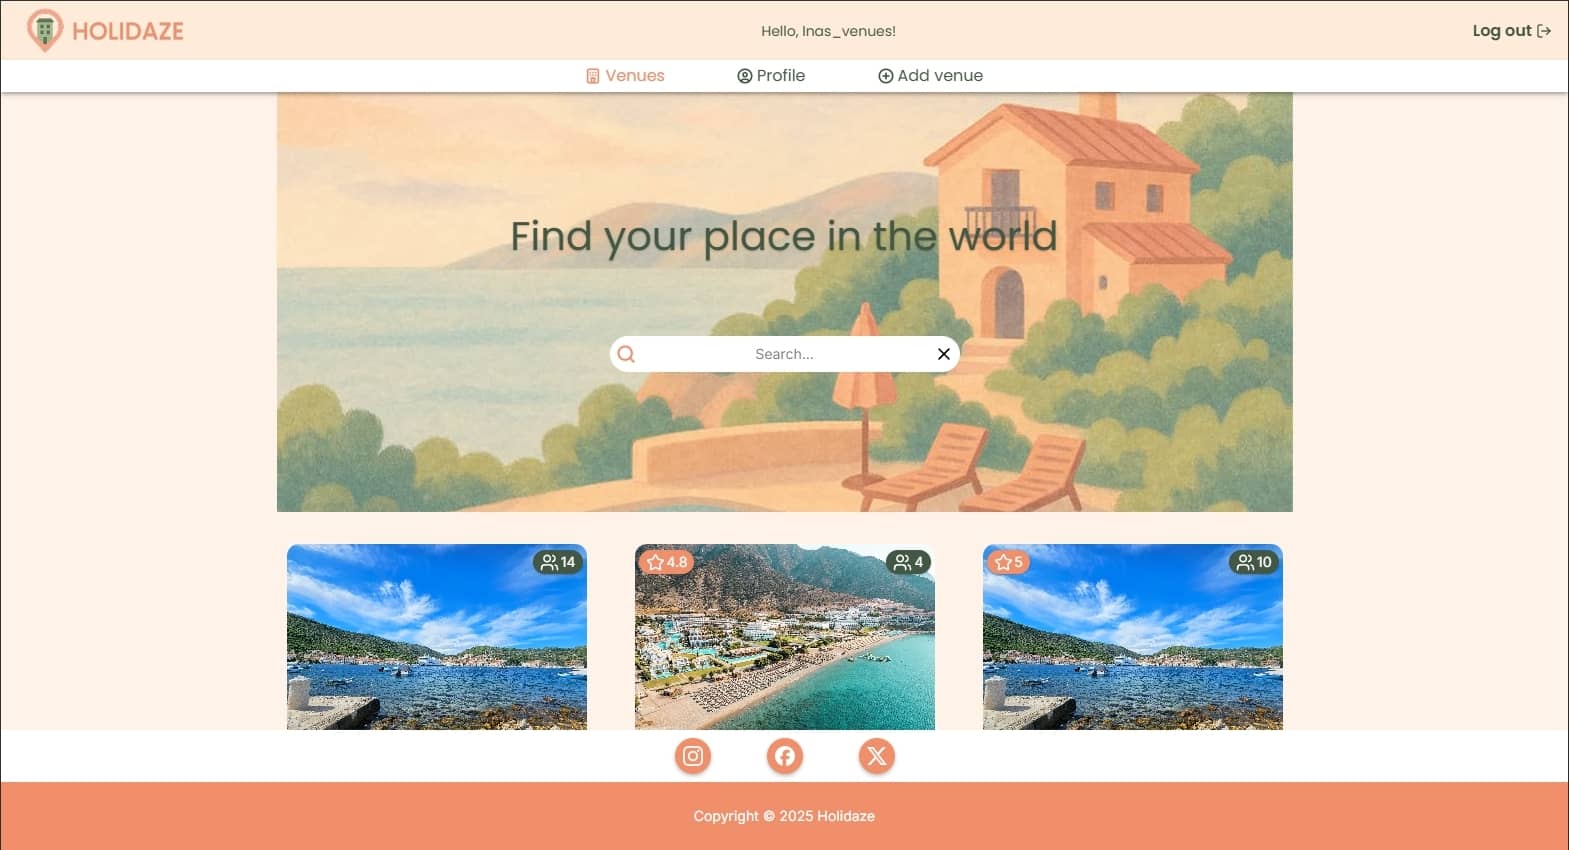 HOLIDAZE
Hello, Inas_venues!
Log out
Venues
Profile
Add venue
Find your place in the world
Search...
14
4.8
4
5
10
Copyright © 2025 Holidaze